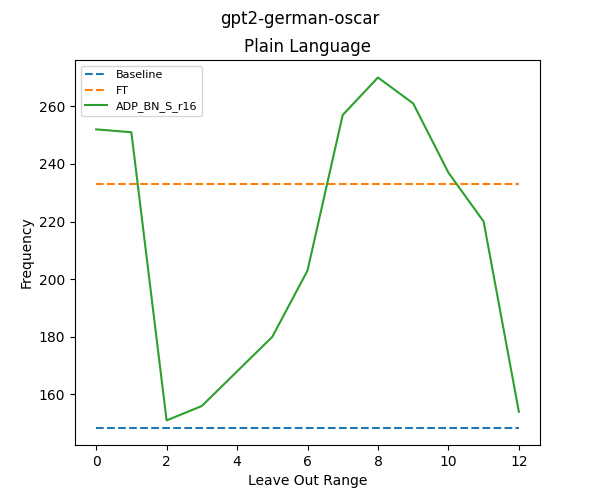 gpt2-german-oscar
Plain Language
Baseline
FT
ADP_BN_S_r16
Frequency
260
240
220
200
180
160
0 2 4 6 8 10 12
Leave Out Range